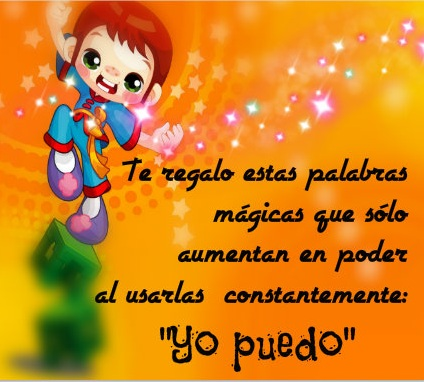 Te regalo estas palabras
mágicas que sólo
aumentan en poder
al usarlas constantemente:
"Yo puedo"